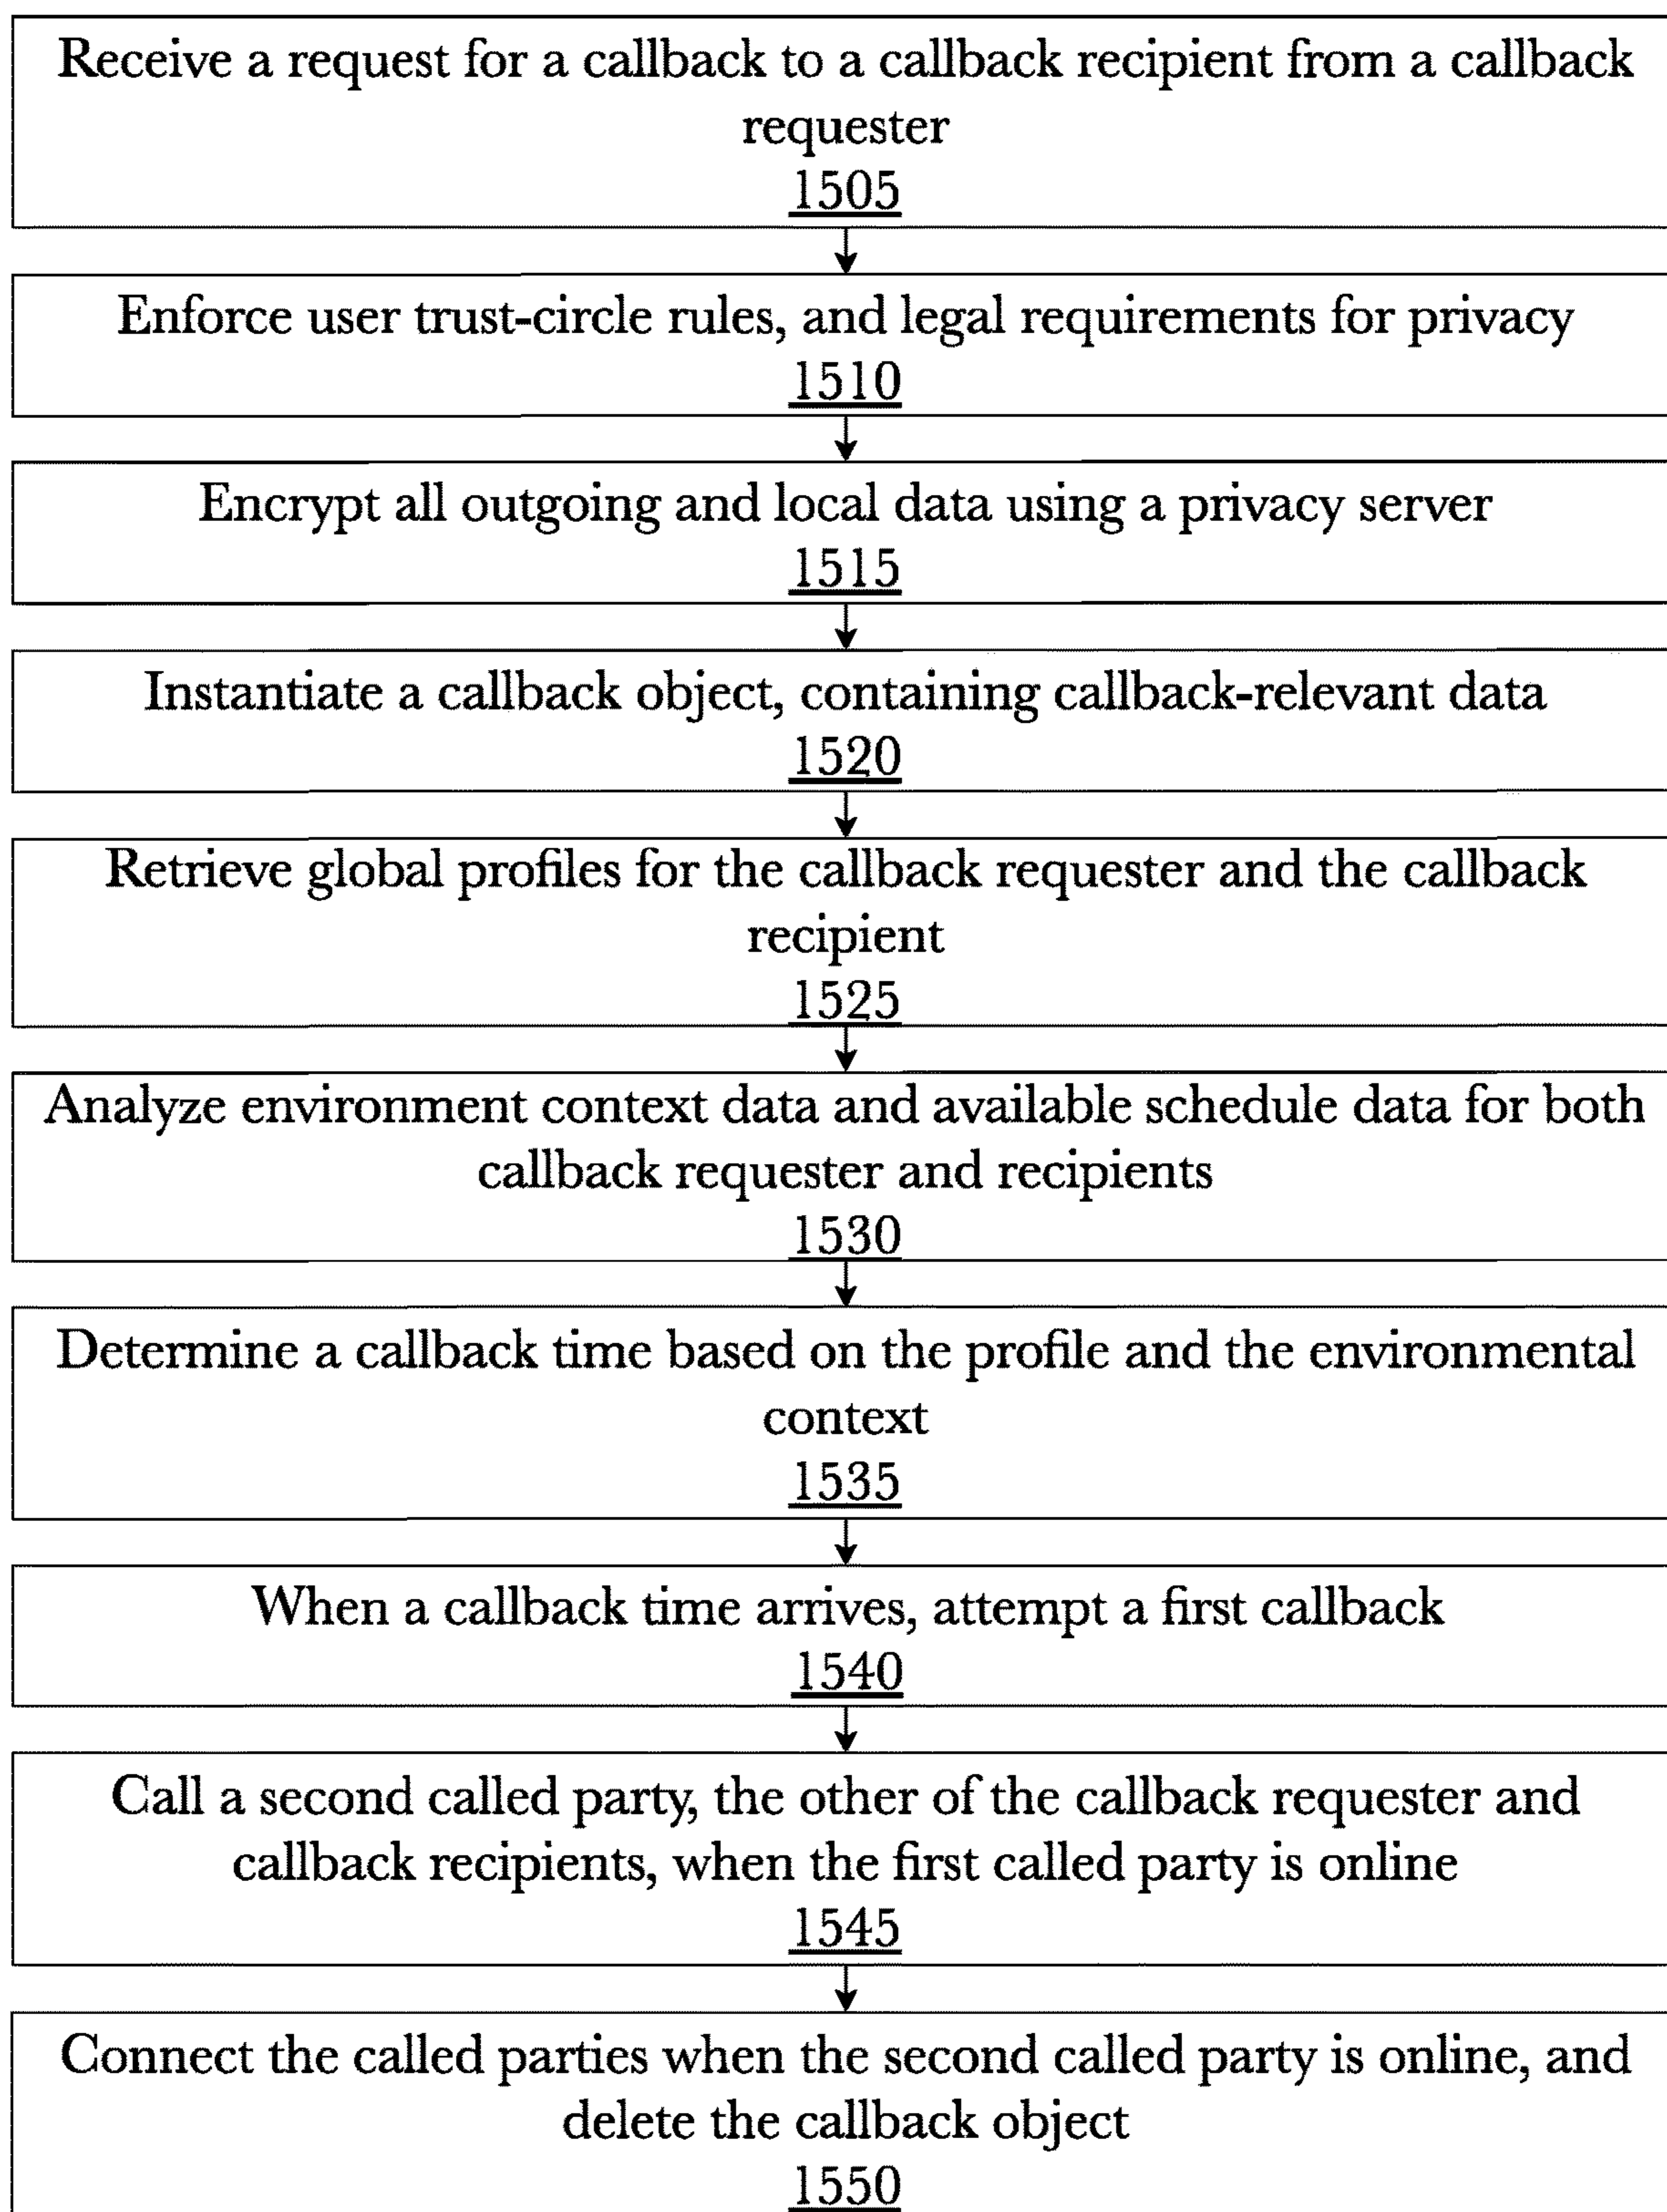 Receive a request for a callback to a callback recipient from a callback
requester
1505
Enforce user trust-circle rules, and legal requirements for privacy
1510
Encrypt all outgoing and local data using a privacy server
1515
Instantiate a callback object, containing callback-relevant data
1520
Retrieve global profiles for the callback requester and the callback
recipient
1525
Analyze environment context data and available schedule data for both
callback requester and recipients
1530
Determine a callback time based on the profile and the environmental
context
1535
When a callback time arrives, attempt a first callback
1540
Call a second called party, the other of the callback requester and
callback recipients, when the first called party is online
1545
Connect the called parties when the second called party is online, and
delete the callback object
1550